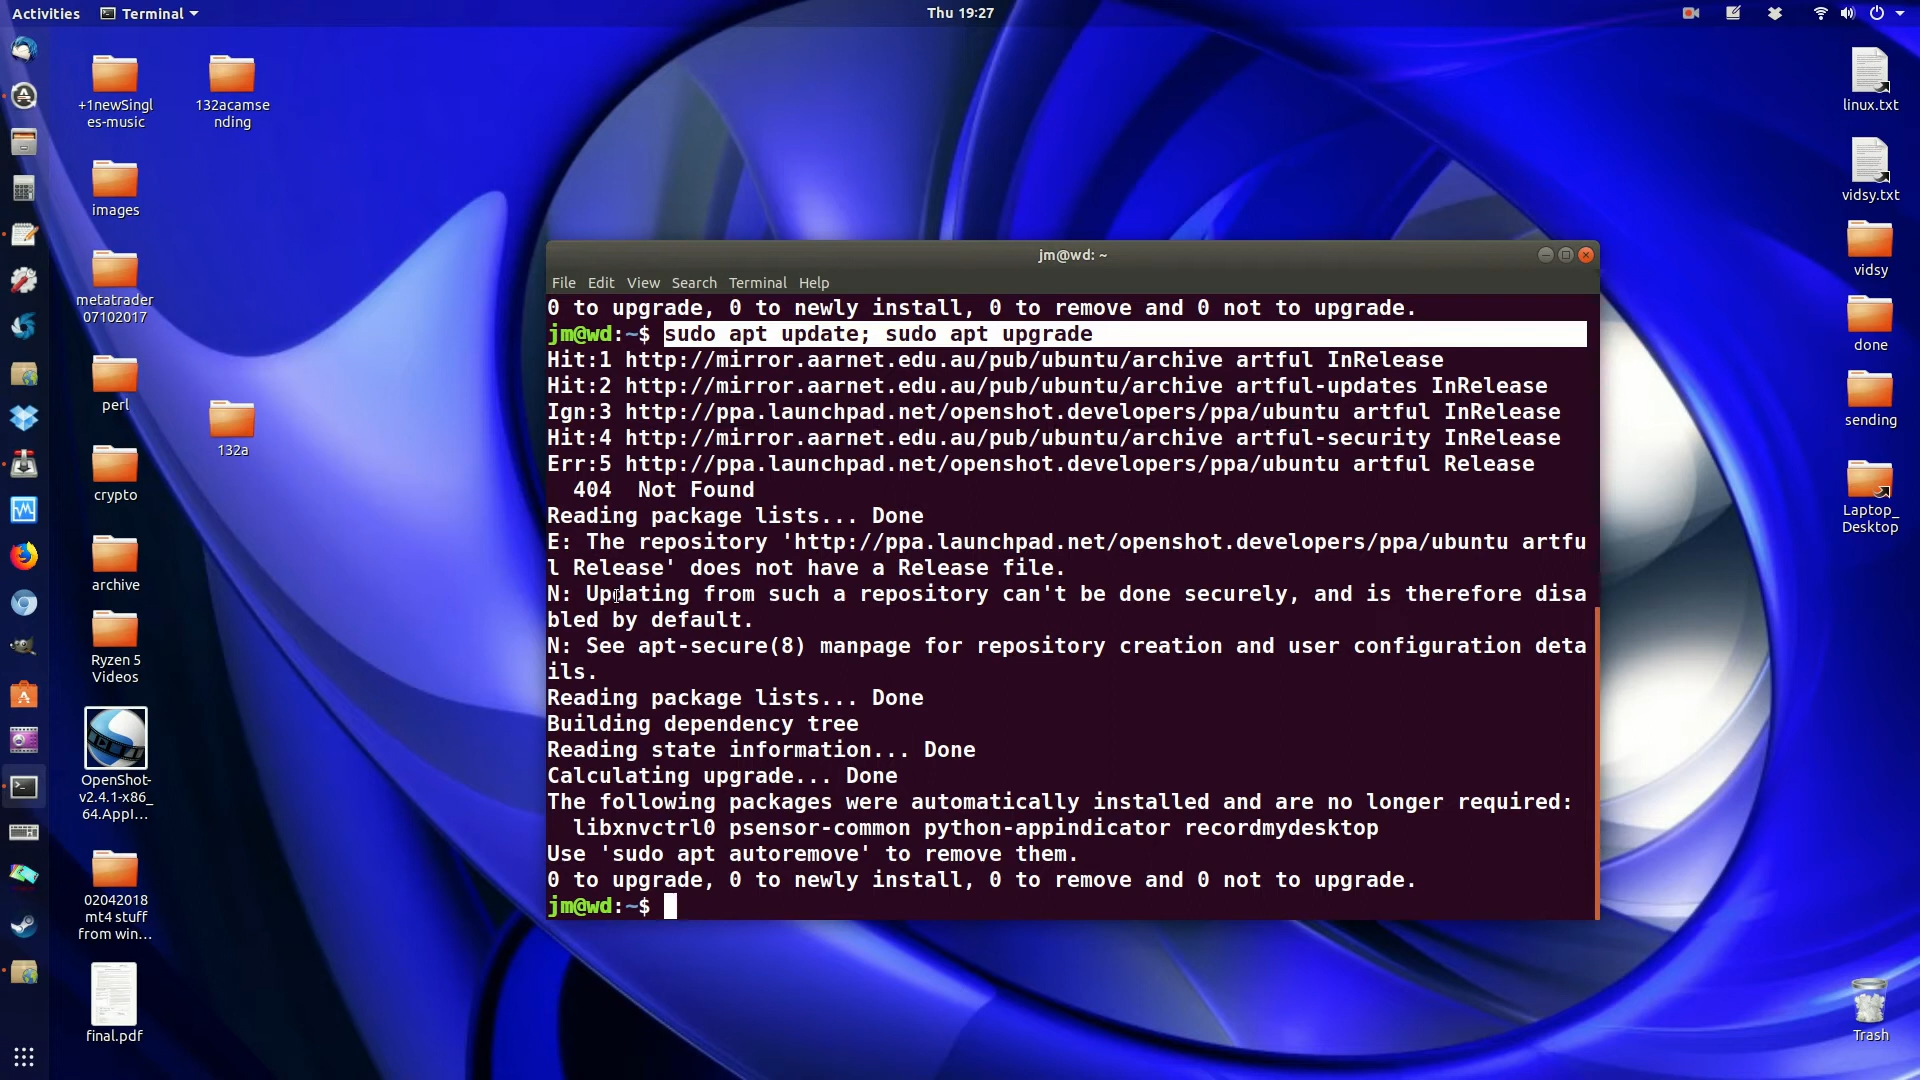 Activities
Terminal
Thu 19:27
+1newSingl
es-music
132acamse
nding
images
metatrader
07102017
perl
132a
crypto
archive
Ryzen 5
Videos
OpenShot-
v2.4.1-x86_
64.AppI...
02042018
mt4 stuff
from win...
final.pdf
jm@wd: ~
File Edit View Search Terminal Help
0 to upgrade, 0 to newly install, 0 to remove and 0 not to upgrade.
jm@wd:~$ sudo apt update; sudo apt upgrade
Hit:1 http://mirror.aarnet.edu.au/pub/ubuntu/archive artful InRelease
Hit:2 http://mirror.aarnet.edu.au/pub/ubuntu/archive artful-updates InRelease
Ign:3 http://ppa.launchpad.net/openshot.developers/ppa/ubuntu artful InRelease
Hit:4 http://mirror.aarnet.edu.au/pub/ubuntu/archive artful-security InRelease
Err:5 http://ppa.launchpad.net/openshot.developers/ppa/ubuntu artful Release
404 Not Found
Reading package lists... Done
E: The repository 'http://ppa.launchpad.net/openshot.developers/ppa/ubuntu artfu
l Release' does not have a Release file.
N: Updating from such a repository can't be done securely, and is therefore disa
bled by default.
N: See apt-secure(8) manpage for repository creation and user configuration deta
ils.
Reading package lists... Done
Building dependency tree
Reading state information... Done
Calculating upgrade... Done
The following packages were automatically installed and are no longer required:
libxnvctrl0 psensor-common python-appindicator recordmydesktop
Use 'sudo apt autoremove' to remove them.
0 to upgrade, 0 to newly install, 0 to remove and 0 not to upgrade.
jm@wd:~$
linux.txt
vidsy.txt
vidsy
done
sending
Laptop_
Desktop
Trash